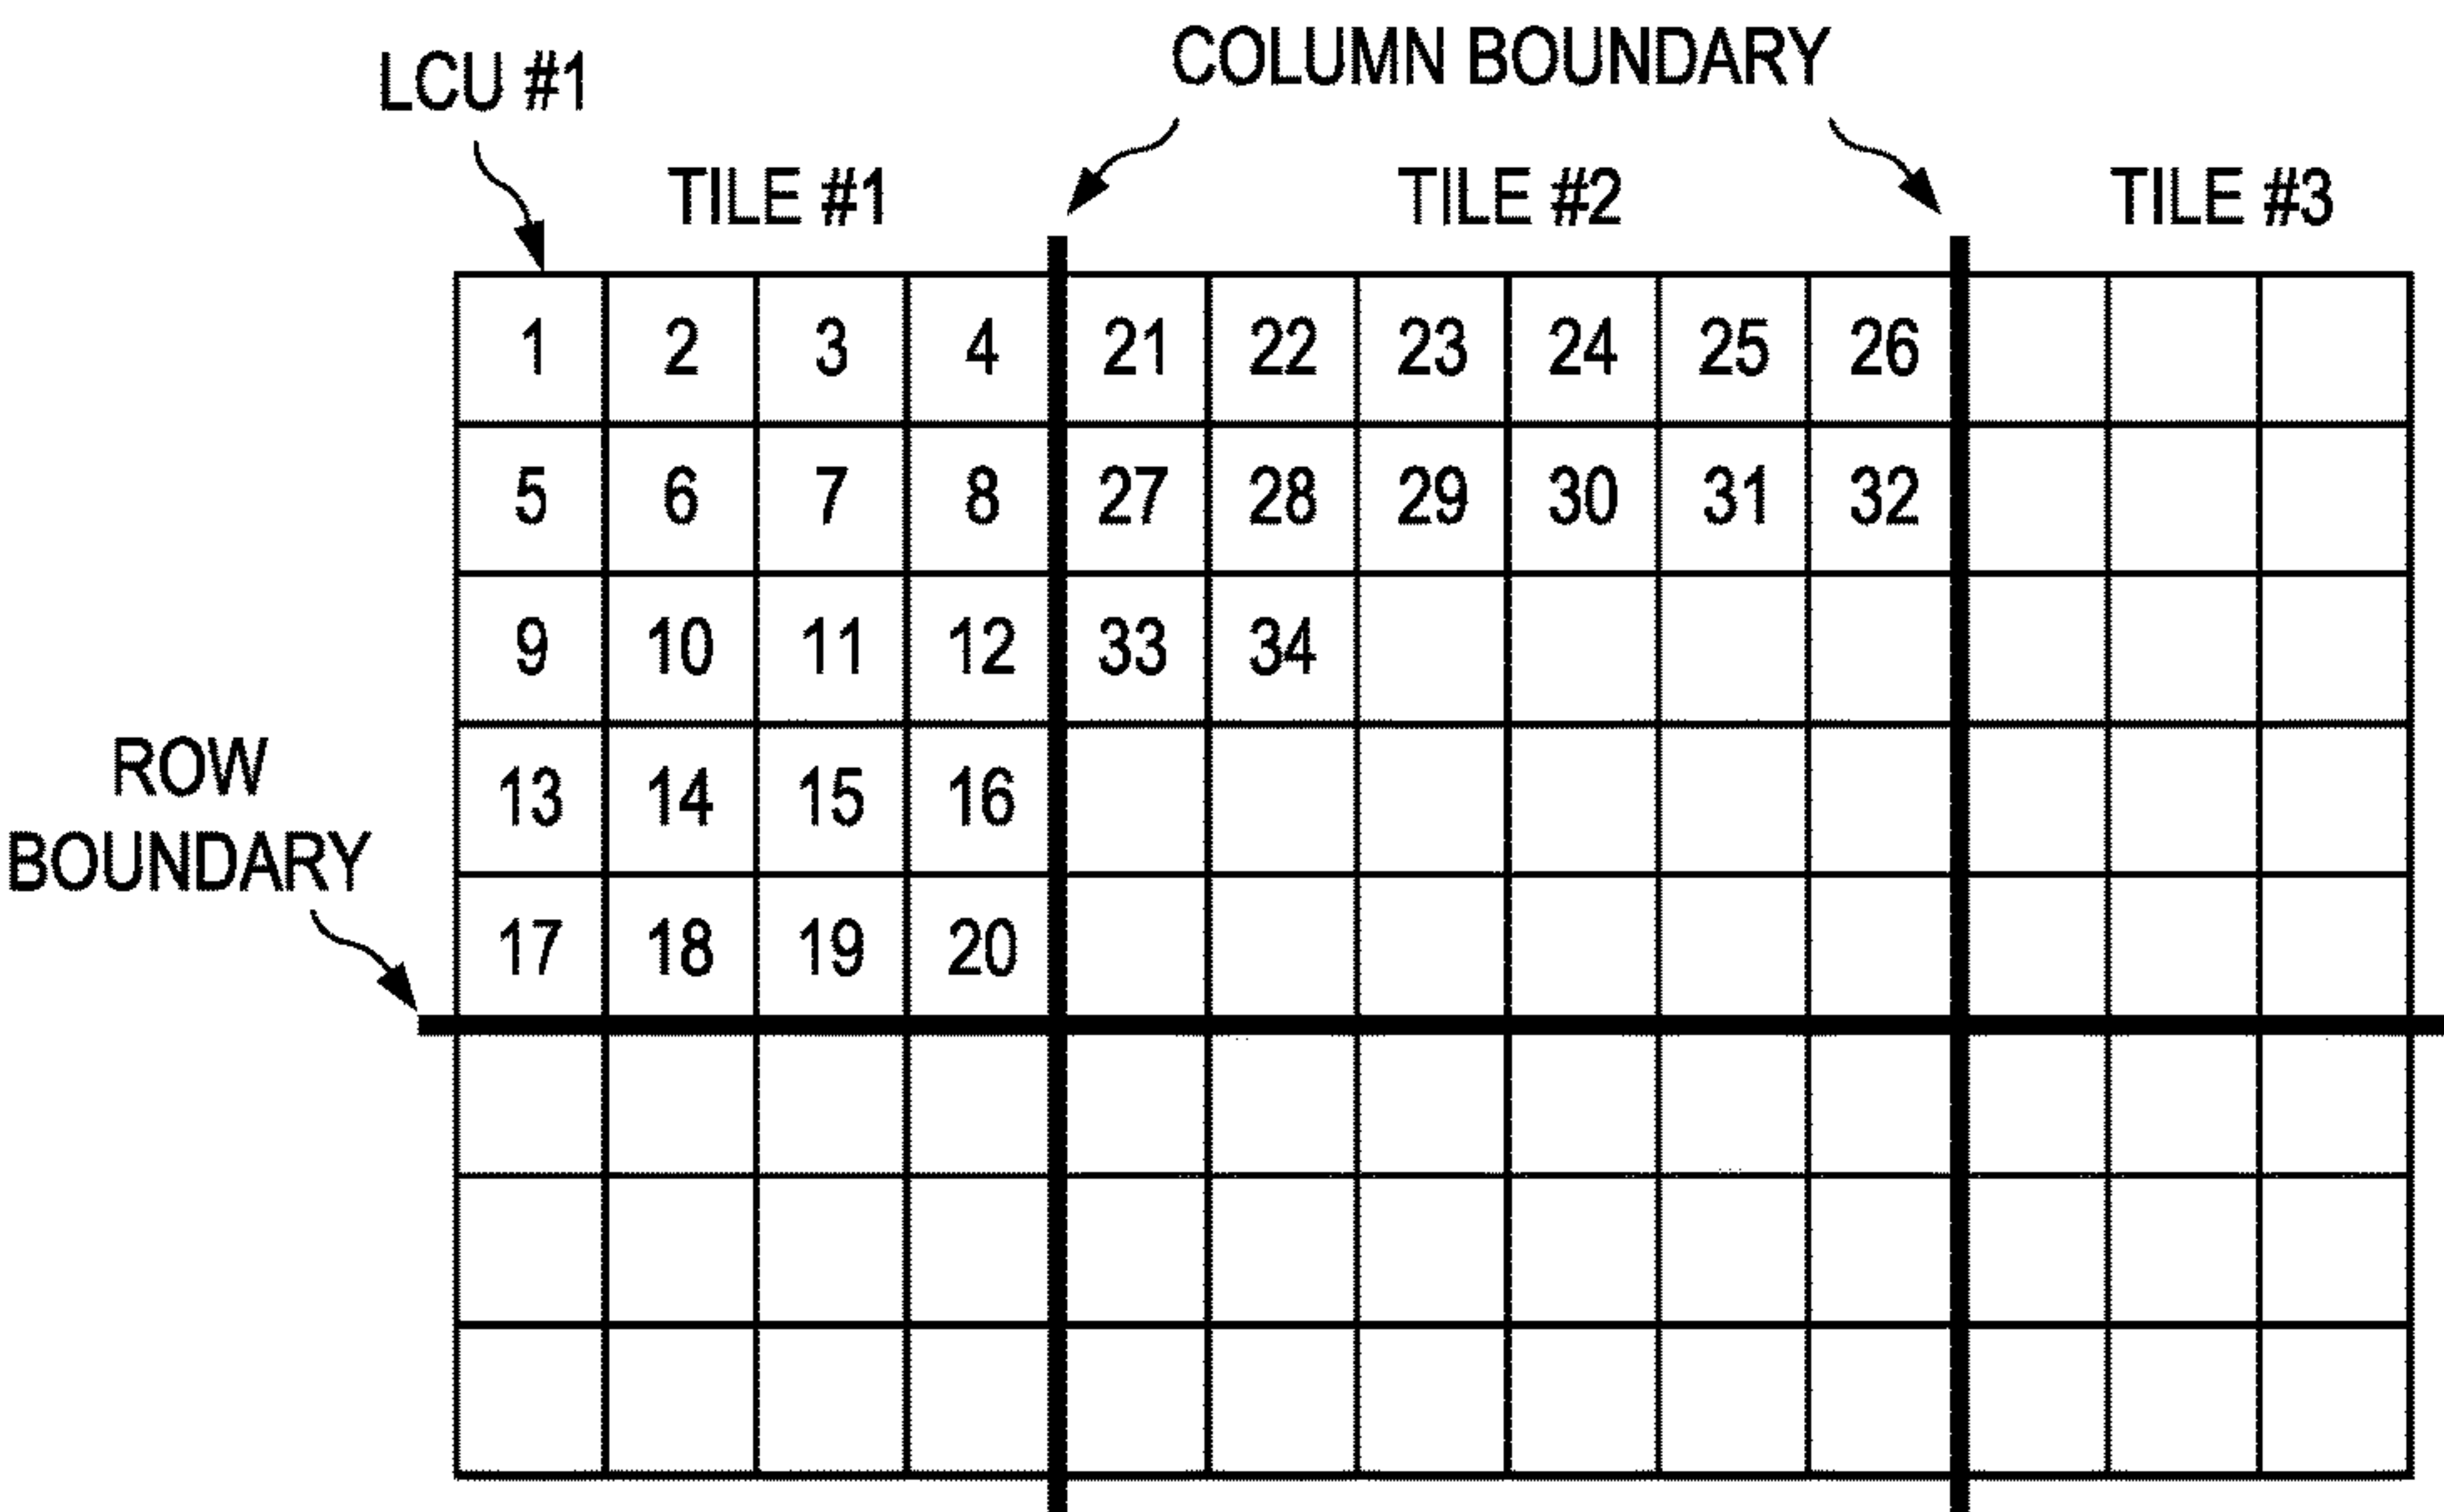 LCU #1
COLUMN BOUNDARY
TILE #1
TILE #2
TILE #3
1 2 3 4 21 22 23 24 25 26
5 6 7 8 27 28 29 30 31 32
9 10 11 12 33 34
13 14 15 16
17 18 19 20
ROW
BOUNDARY